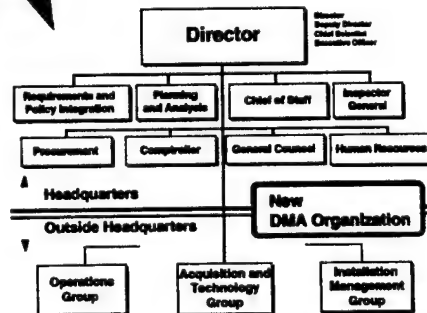 Director
Director
Deputy Director
Chief Scientist
Executive Officer
Requirements and
Policy Integration
Planning
and Analysis
Chief of Staff
Inspector
General
Procurement
Comptroller
General Counsel
Human Resources
Headquarters
Outside Headquarters
New
DMA Organization
Operations
Group
Acquisition and
Technology
Group
Installation
Management
Group